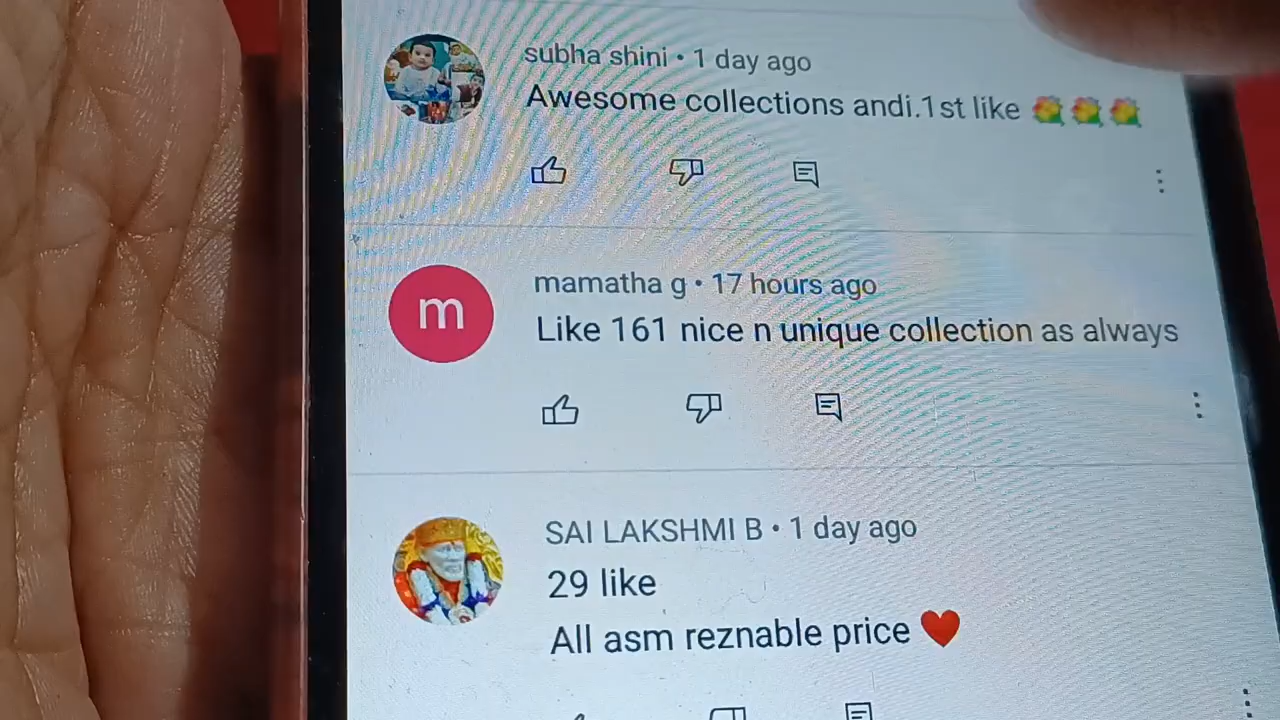 subha shini • 1 day ago
Awesome collections andi.1st like 💐💐💐
m
mamatha g • 17 hours ago
Like 161 nice n unique collection as always
SAI LAKSHMI B • 1 day ago
29 like
All asm reznable price ❤️